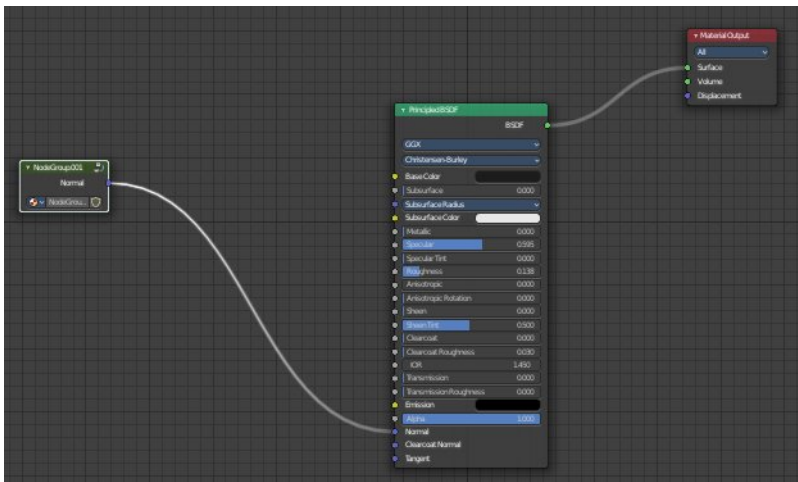 NodeGroup.001
Normal
NodeGrou...
Principled BSDF
BSDF
GGX
Christensen-Burley
Base Color
Subsurface 0.000
Subsurface Radius
Subsurface Color
Metallic 0.000
Specular 0.595
Specular Tint 0.000
Roughness 0.138
Anisotropic 0.000
Anisotropic Rotation 0.000
Sheen 0.000
Sheen Tint 0.500
Clearcoat 0.000
Clearcoat Roughness 0.030
IOR 1.450
Transmission 0.000
Transmission Roughness 0.000
Emission
Alpha 1.000
Normal
Clearcoat Normal
Tangent
Material Output
All
Surface
Volume
Displacement